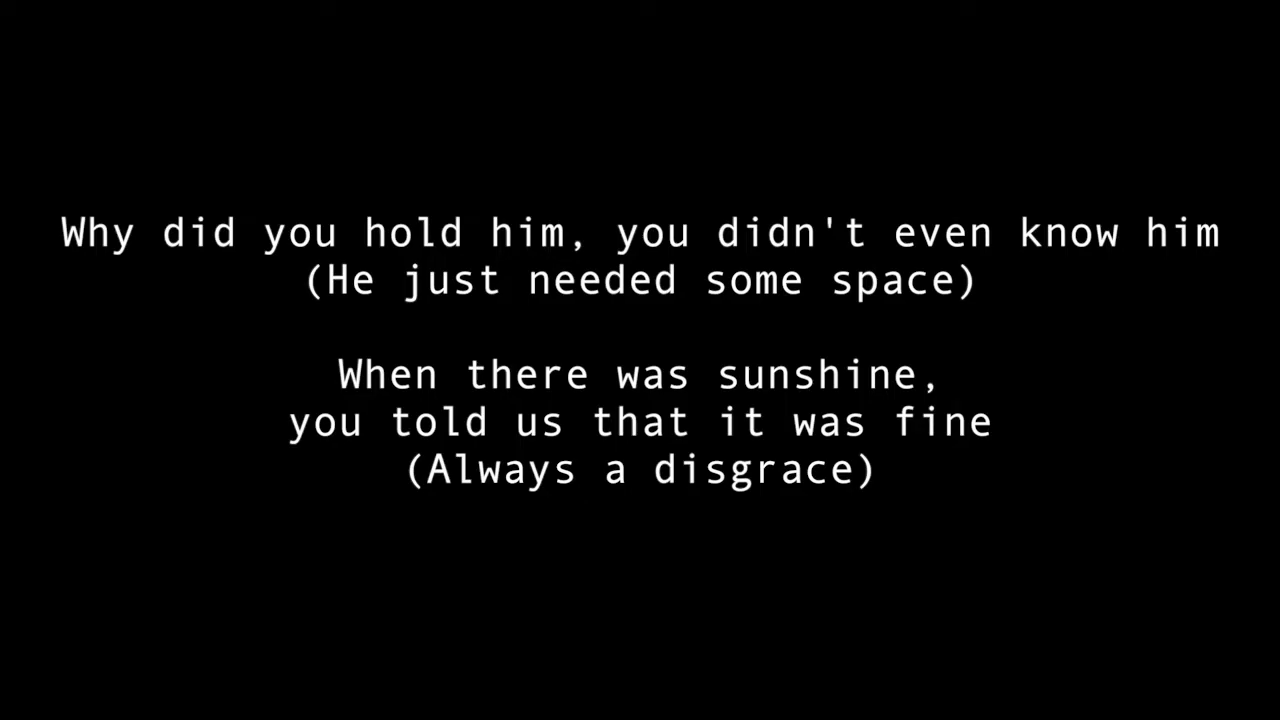 Why did you hold him, you didn't even know him
(He just needed some space)
When there was sunshine,
you told us that it was fine
(Always a disgrace)